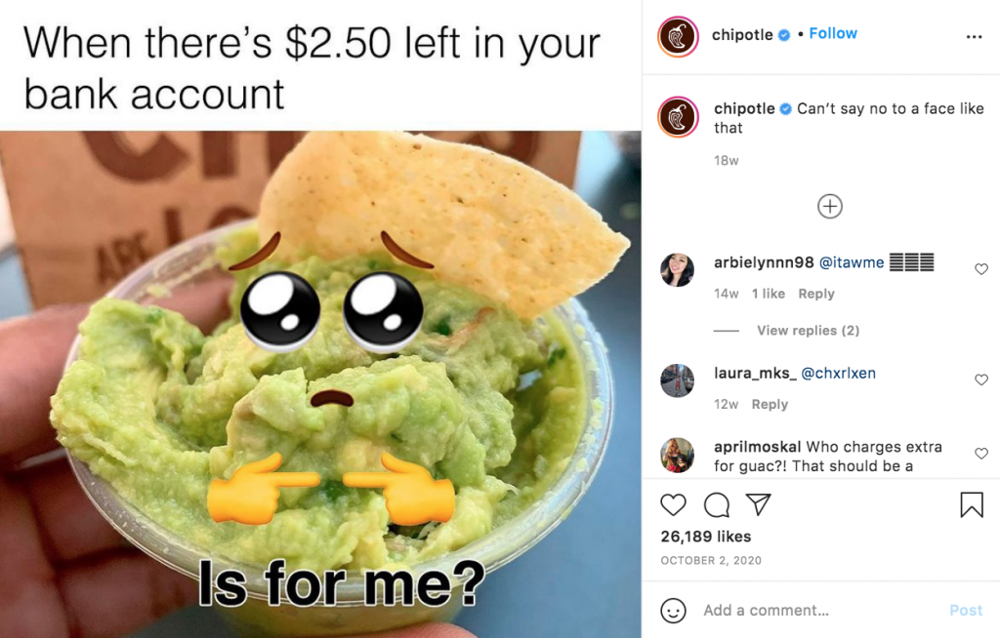 When there's $2.50 left in your
bank account
ARE
Is for me?
chipotle • Follow
chipotle Can't say no to a face like
that
18w
arbielynnn98 @itawme
14w 1 like Reply
View replies (2)
laura_mks_ @chxrlxen
12w Reply
aprilmoskal Who charges extra
for guac?! That should be a
26,189 likes
OCTOBER 2, 2020
Add a comment...
Post